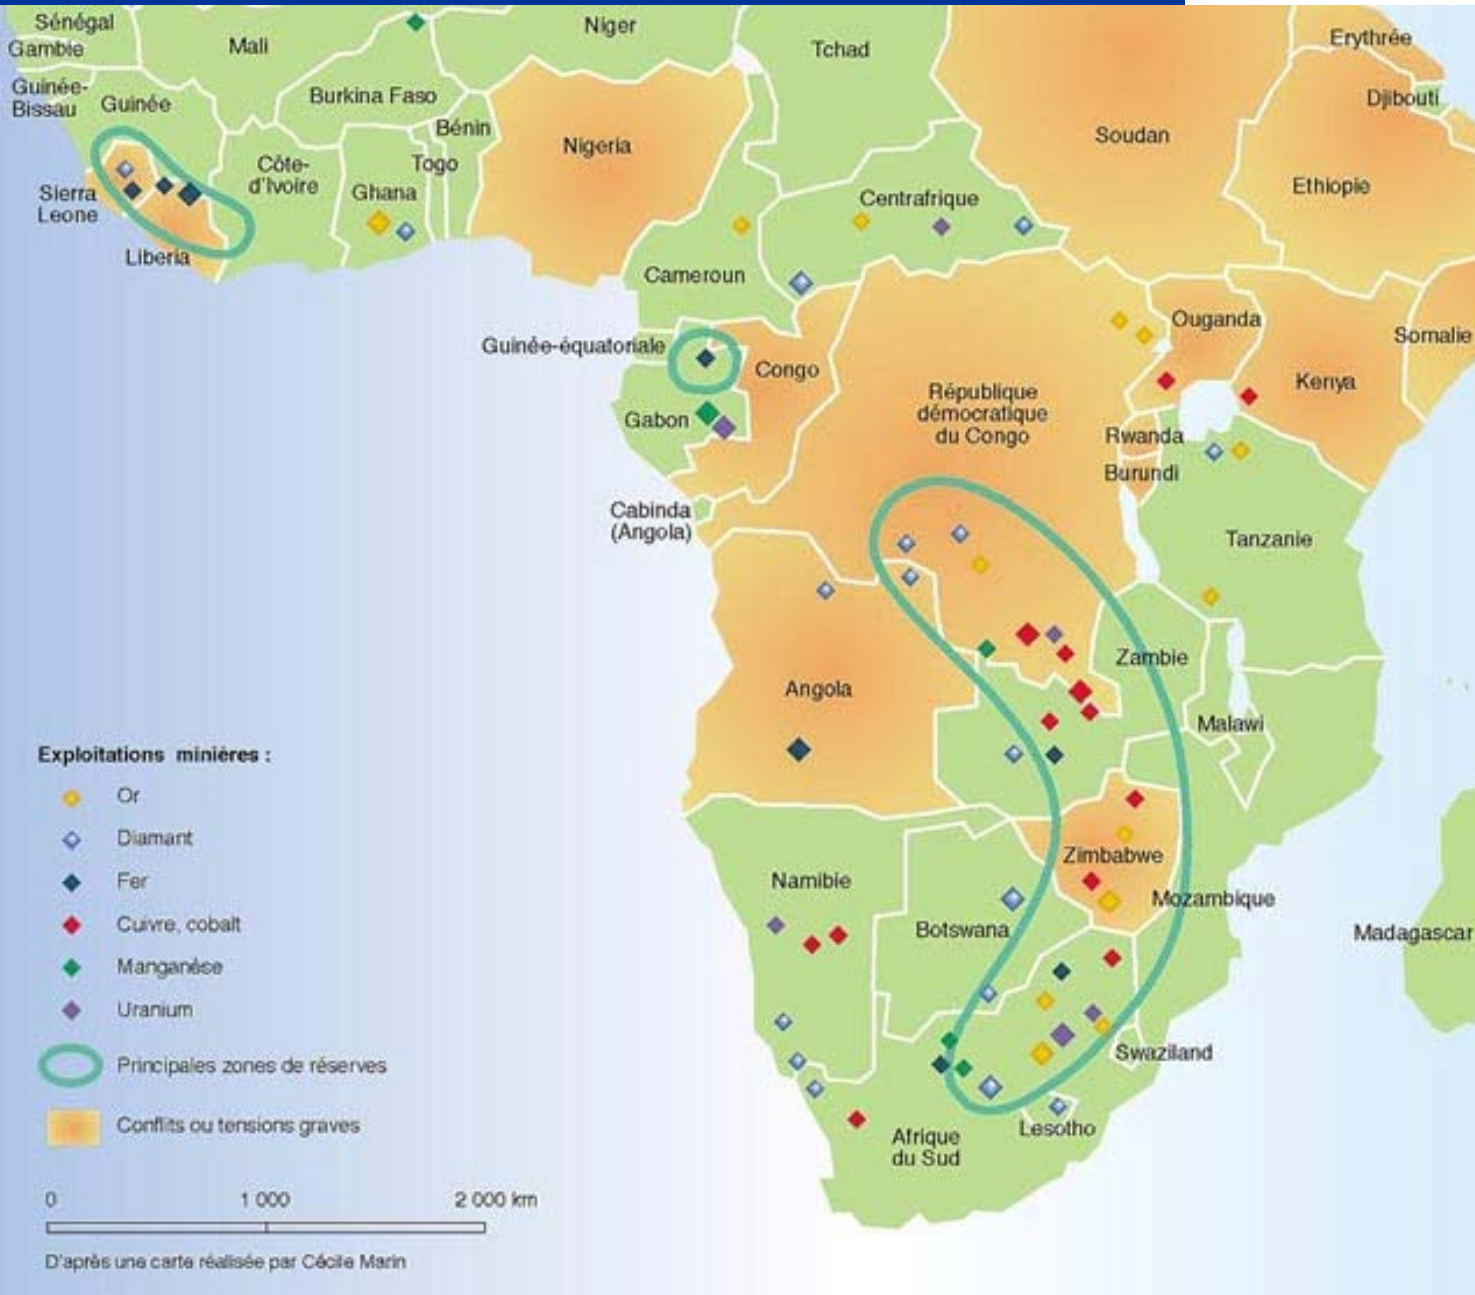 Sénégal
Gambie
Guinée-
Bissau
Guinée
Mali
Burkina Faso
Niger
Tchad
Erythrée
Djibouti
Bénin
Togo
Nigeria
Soudan
Ethiopie
Côte-
d'Ivoire
Ghana
Sierra
Leone
Liberia
Centrafrique
Cameroun
Guinée-équatoriale
Congo
Ouganda
Somalie
Kenya
République
démocratique
du Congo
Gabon
Rwanda
Burundi
Cabinda
(Angola)
Tanzanie
Zambie
Angola
Malawi
Zimbabwe
Namibie
Mozambique
Botswana
Madagascar
Swaziland
Lesotho
Afrique
du Sud
Exploitations minières :
Or
Diamant
Fer
Cuivre, cobalt
Manganèse
Uranium
Principales zones de réserves
Conflits ou tensions graves
0 1 000 2 000 km
D'après une carte réalisée par Cécile Marin